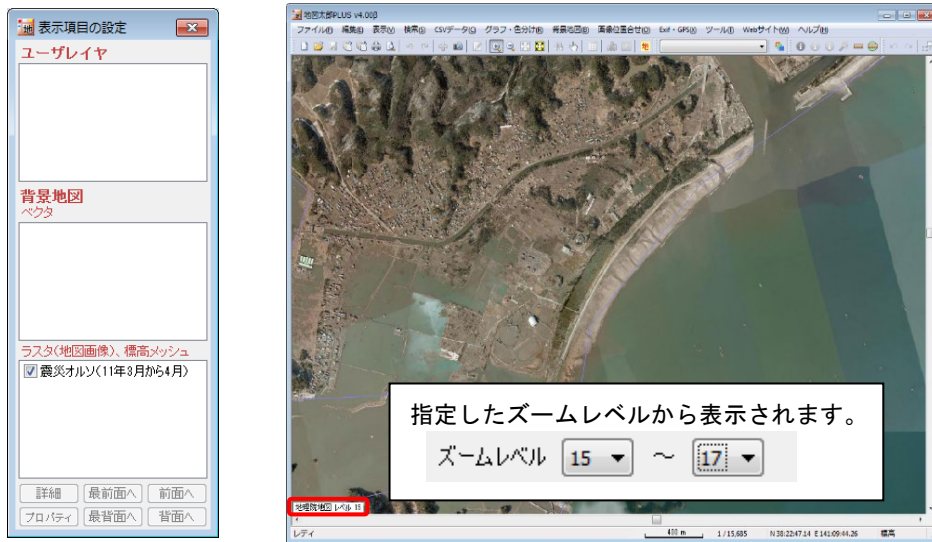 表示項目の設定
ユーザレイヤ
背景地図
ベクタ
ラスタ(地図画像)、標高メッシュ
震災オルソ(11年3月から4月)
詳細 最前面へ 前面へ
プロパティ 最背面へ 背面へ
地図太郎PLUS v4.00β
ファイル(F) 編集(E) 表示(V) 検索(S) CSVデータ(C) グラフ・色分け(R) 背景地図(B) 画像位置合せ(D) Exif・GPS(X) ツール(T) Webサイト(W) ヘルプ(H)
指定したズームレベルから表示されます。
ズームレベル 15 ～ 17
地理院地図 レベル 15
レディ 400 m 1/15,685 N 38:22:47.14 E 141:09:44.26 標高